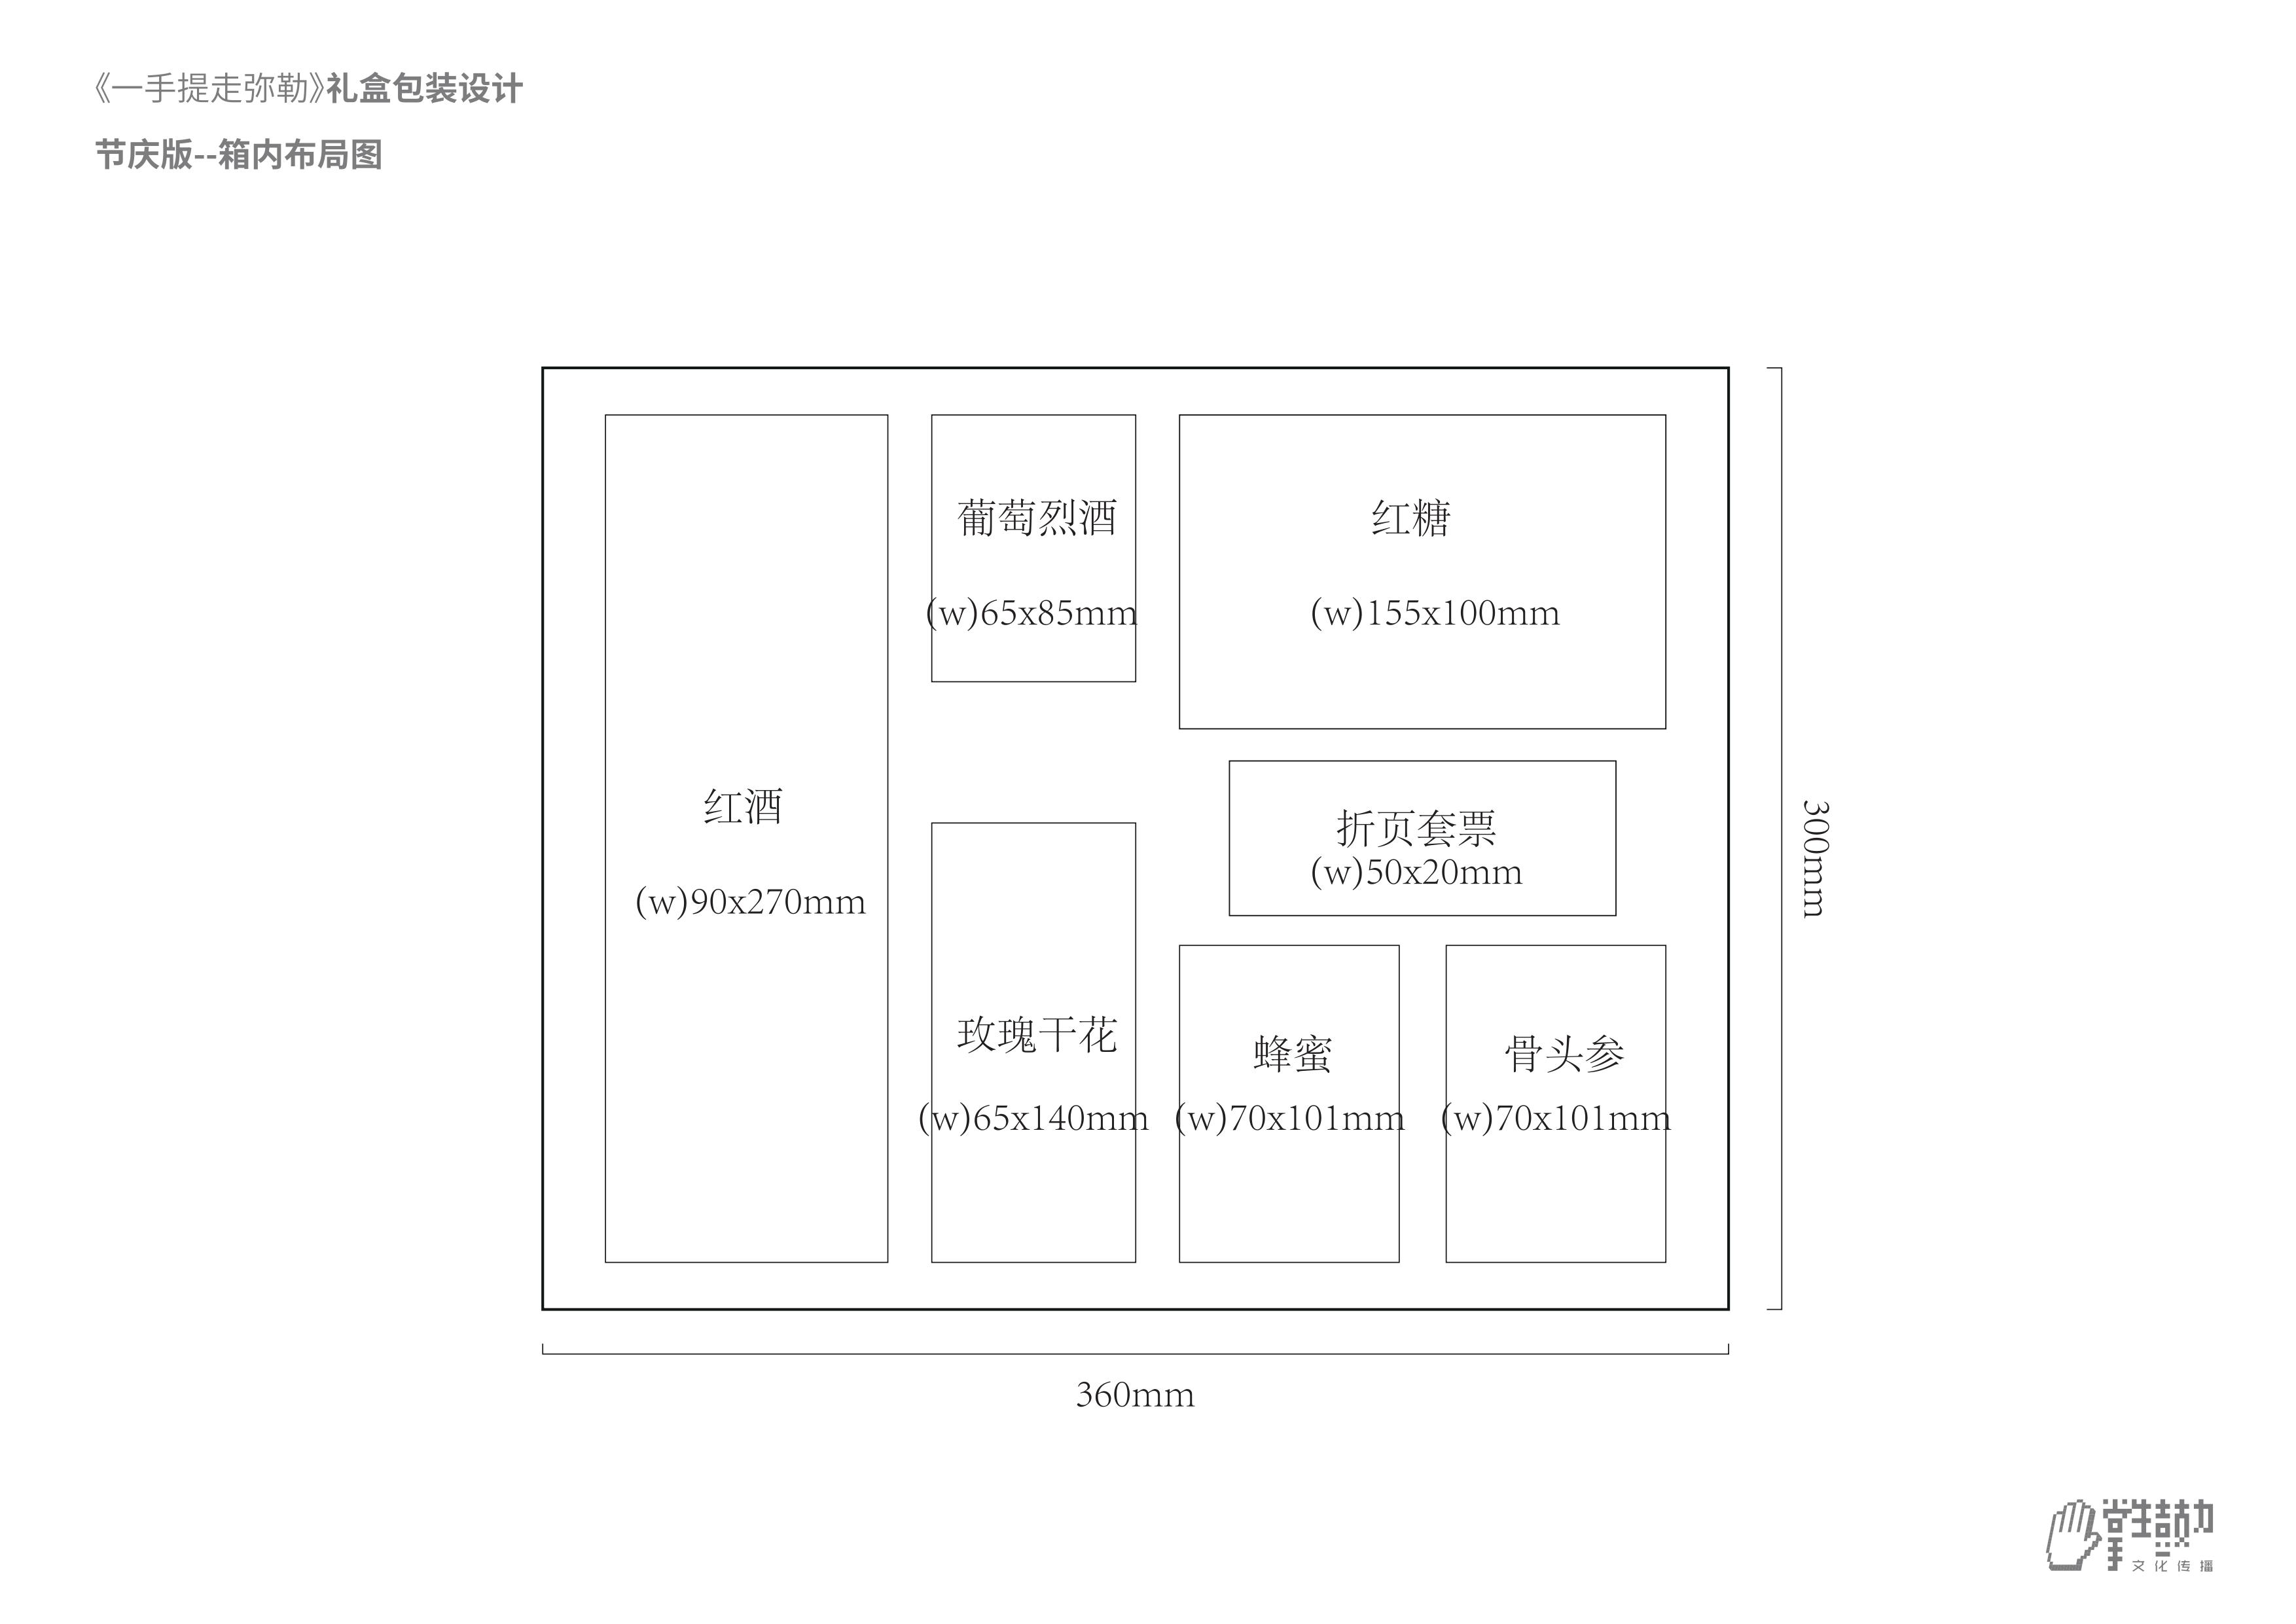 《一手提走弥勒》礼盒包装设计
节庆版--箱内布局图
葡萄烈酒
(w)65x85mm
红糖
(w)155x100mm
红酒
(w)90x270mm
折页套票
(w)50x20mm
玫瑰干花
(w)65x140mm
蜂蜜
(w)70x101mm
骨头参
(w)70x101mm
300mm
360mm
文化传播